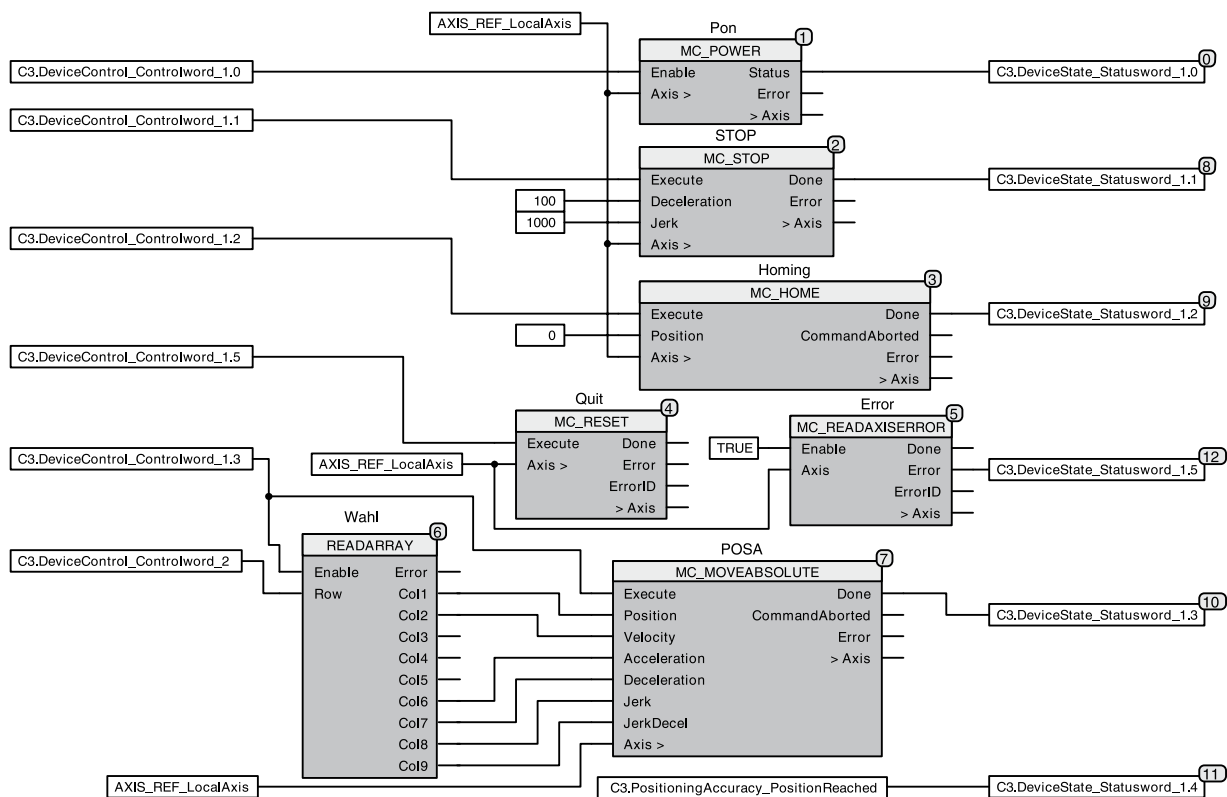 AXIS_REF_LocalAxis
Pon
1
MC_POWER
0
C3.DeviceControl_Controlword_1.0
Enable Status
C3.DeviceState_Statusword_1.0
Axis > Error
> Axis
C3.DeviceControl_Controlword_1.1
STOP
2
MC_STOP
8
Execute Done
C3.DeviceState_Statusword_1.1
100
Deceleration Error
1000
Jerk > Axis
Axis >
C3.DeviceControl_Controlword_1.2
Homing
3
MC_HOME
9
Execute Done
C3.DeviceState_Statusword_1.2
0
Position CommandAborted
Axis > Error
> Axis
C3.DeviceControl_Controlword_1.5
Quit
4
MC_RESET
Execute Done
Axis > Error
ErrorID
> Axis
AXIS_REF_LocalAxis
Error
5
MC_READAXISERROR
TRUE
Enable Done
Axis Error
ErrorID
> Axis
12
C3.DeviceState_Statusword_1.5
C3.DeviceControl_Controlword_1.3
Wahl
6
READARRAY
C3.DeviceControl_Controlword_2
Enable Error
Row Col1
Col2
Col3
Col4
Col5
Col6
Col7
Col8
Col9
POSA
7
MC_MOVEABSOLUTE
Execute Done
Position CommandAborted
Velocity Error
Acceleration > Axis
Deceleration
Jerk
JerkDecel
Axis >
10
C3.DeviceState_Statusword_1.3
AXIS_REF_LocalAxis
C3.PositioningAccuracy_PositionReached
11
C3.DeviceState_Statusword_1.4